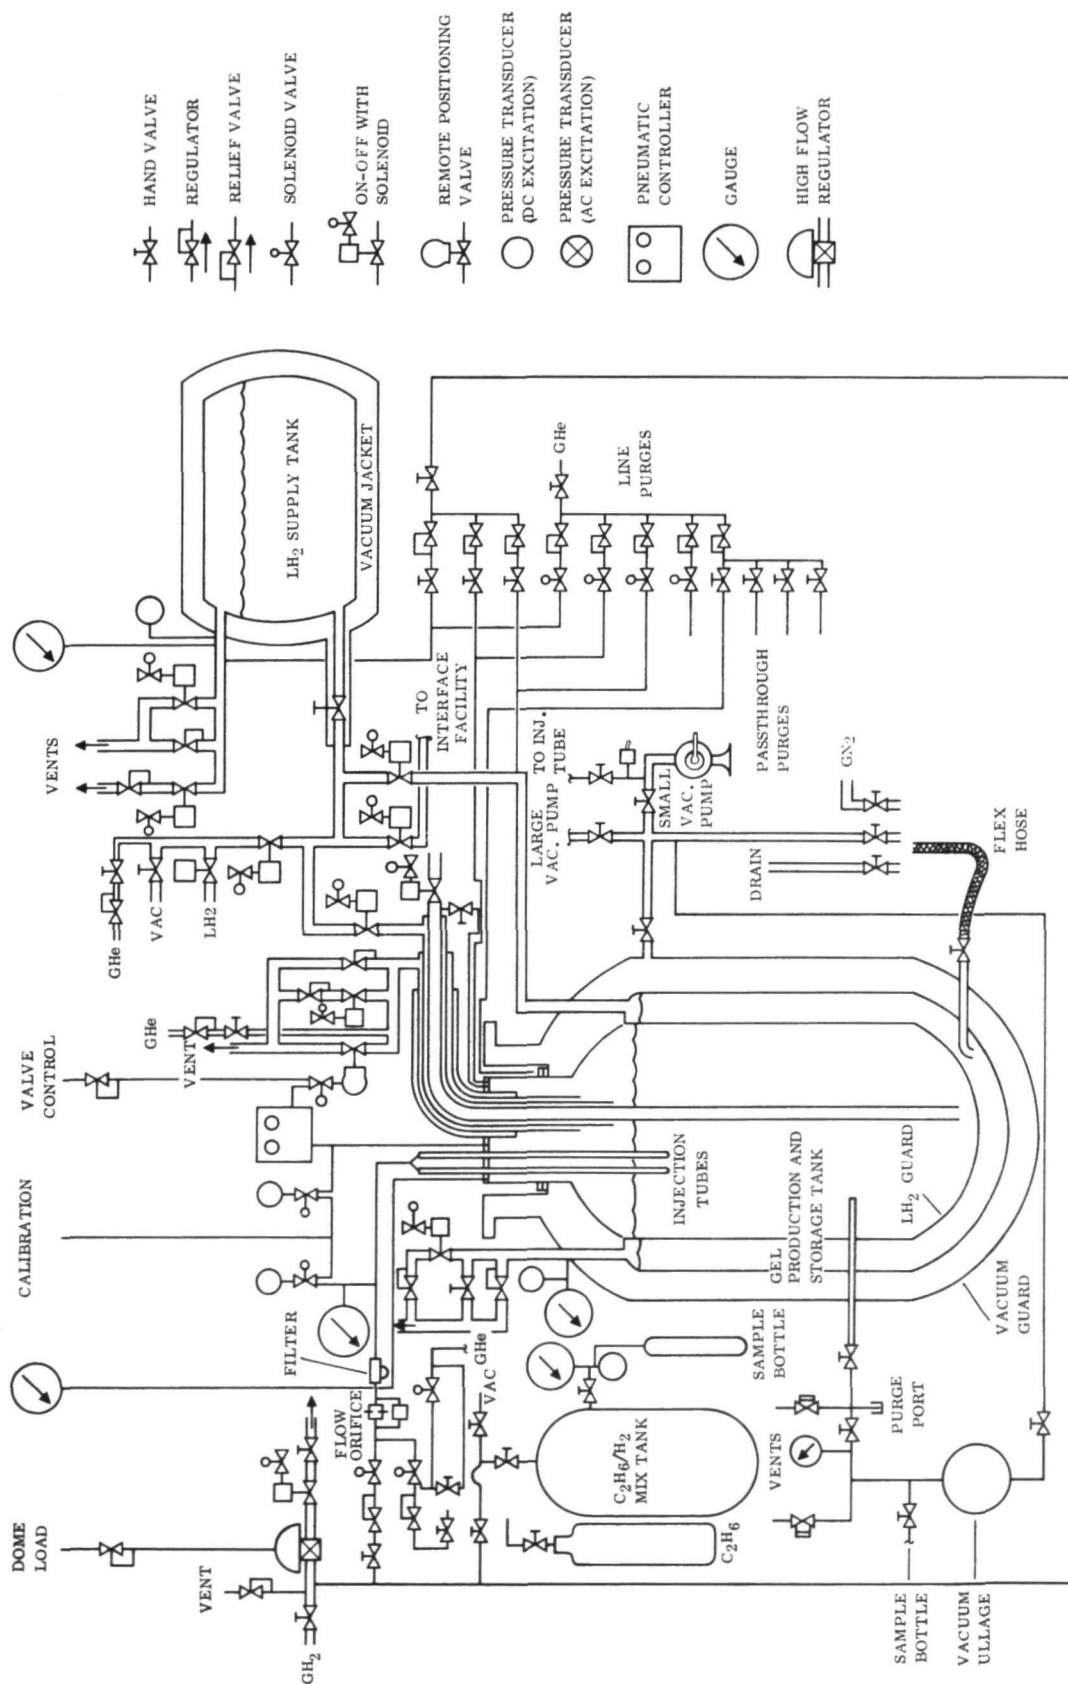 DOME
LOAD
CALIBRATION
VALVE
CONTROL
VENTS
VENT
GH2
GHe
VAC
LH2
GHe
VENT
FILTER
FLOW
ORIFICE
GHe
VAC
LH2 SUPPLY TANK
VACUUM JACKET
TO
INTERFACE
FACILITY
GHe
LINE
PURGES
PASSTHROUGH
PURGES
LARGE
VAC. PUMP
TO INJ.
TUBE
SMALL
VAC.
PUMP
GN2
DRAIN
FLEX
HOSE
INJECTION
TUBES
GEL
PRODUCTION AND
STORAGE TANK
LH2 GUARD
VACUUM
GUARD
SAMPLE
BOTTLE
C2H6/H2
MIX TANK
C2H6
VENTS
PURGE
PORT
SAMPLE
BOTTLE
VACUUM
ULLAGE
HAND VALVE
REGULATOR
RELIEF VALVE
SOLENOID VALVE
ON-OFF WITH
SOLENOID
REMOTE POSITIONING
VALVE
PRESSURE TRANSDUCER
(DC EXCITATION)
PRESSURE TRANSDUCER
(AC EXCITATION)
PNEUMATIC
CONTROLLER
GAUGE
HIGH FLOW
REGULATOR